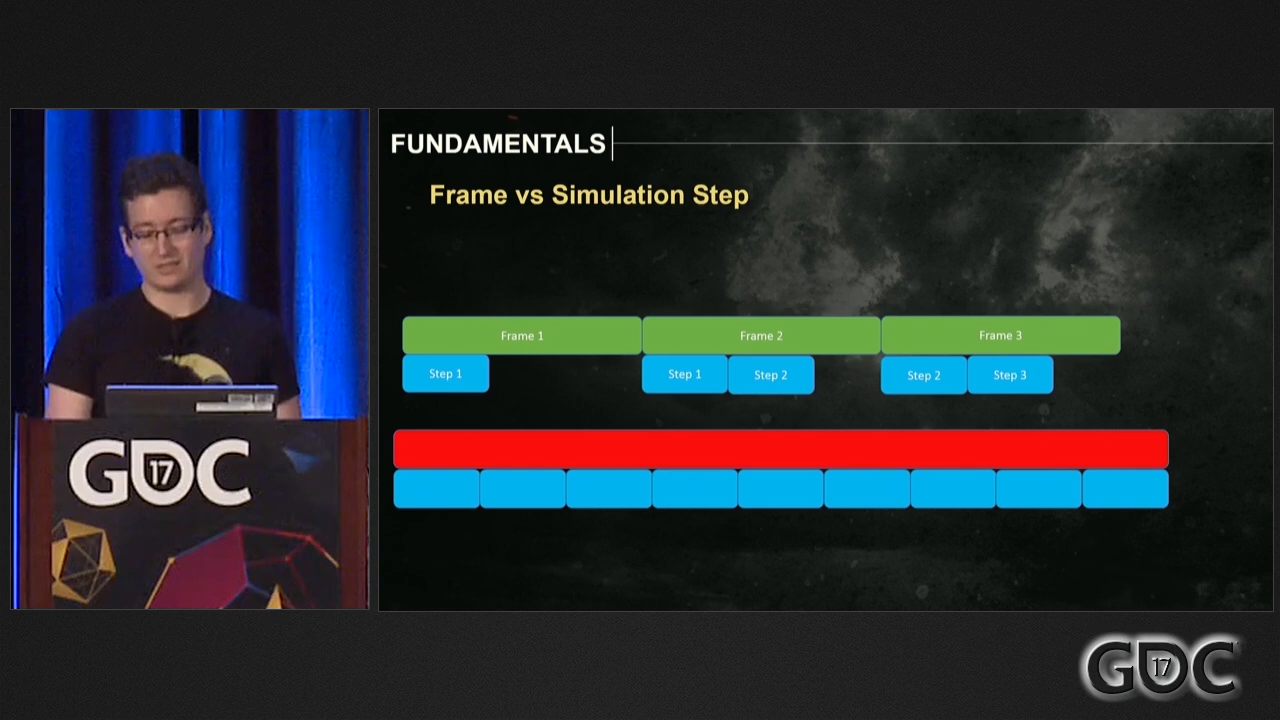 FUNDAMENTALS
Frame vs Simulation Step
Frame 1
Frame 2
Frame 3
Step 1
Step 1
Step 2
Step 2
Step 3
GDC
17
GDC
17